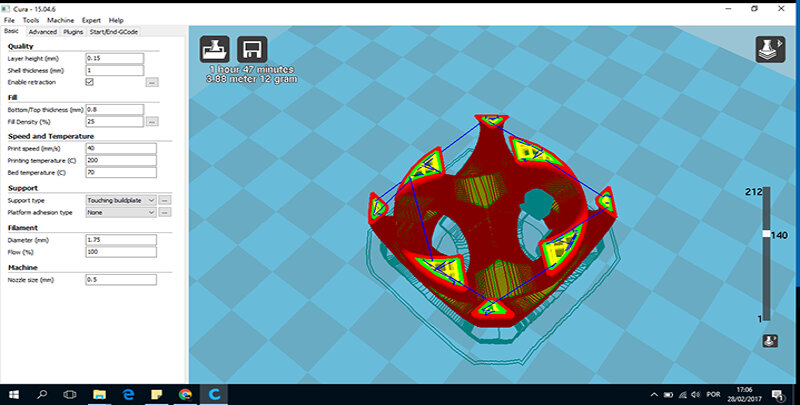 Cura - 15.04.6
File Tools Machine Expert Help
Basic Advanced Plugins Start/End-GCode
Quality
Layer height (mm) 0.15
Shell thickness (mm) 1
Enable retraction ...
Fill
Bottom/Top thickness (mm) 0.8
Fill Density (%) 25 ...
Speed and Temperature
Print speed (mm/s) 40
Printing temperature (C) 200
Bed temperature (C) 70
Support
Support type Touching buildplate ...
Platform adhesion type None ...
Filament
Diameter (mm) 1.75
Flow (%) 100
Machine
Nozzle size (mm) 0.5
1 hour 47 minutes
3.88 meter 12 gram
212
140
1
POR
17:06
28/02/2017